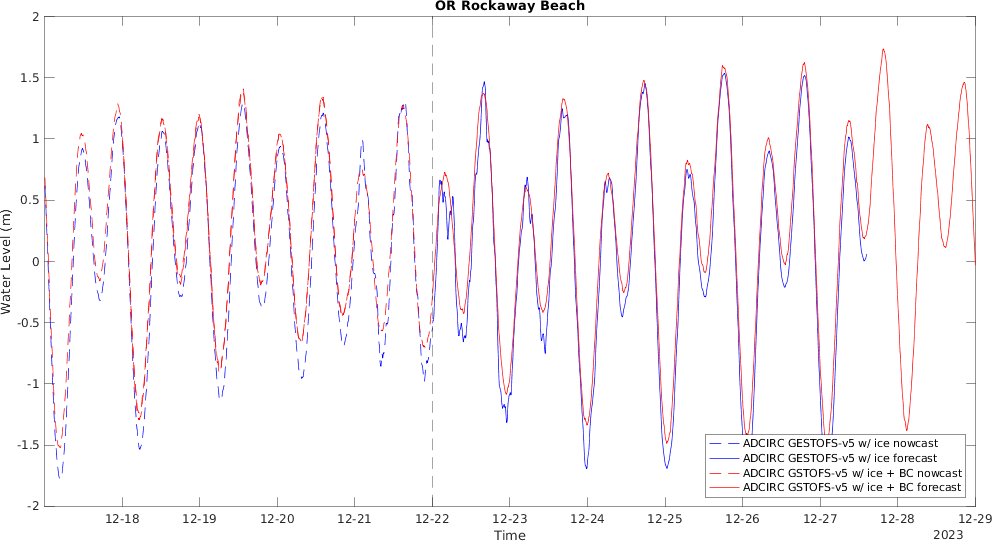 OR Rockaway Beach
2
1.5
1
0.5
0
-0.5
-1
-1.5
-2
Water Level (m)
ADCIRC GESTOFS-v5 w/ ice nowcast
ADCIRC GESTOFS-v5 w/ ice forecast
ADCIRC GSTOFS-v5 w/ ice + BC nowcast
ADCIRC GSTOFS-v5 w/ ice + BC forecast
12-18 12-19 12-20 12-21 12-22 12-23 12-24 12-25 12-26 12-27 12-28 12-29
Time
2023